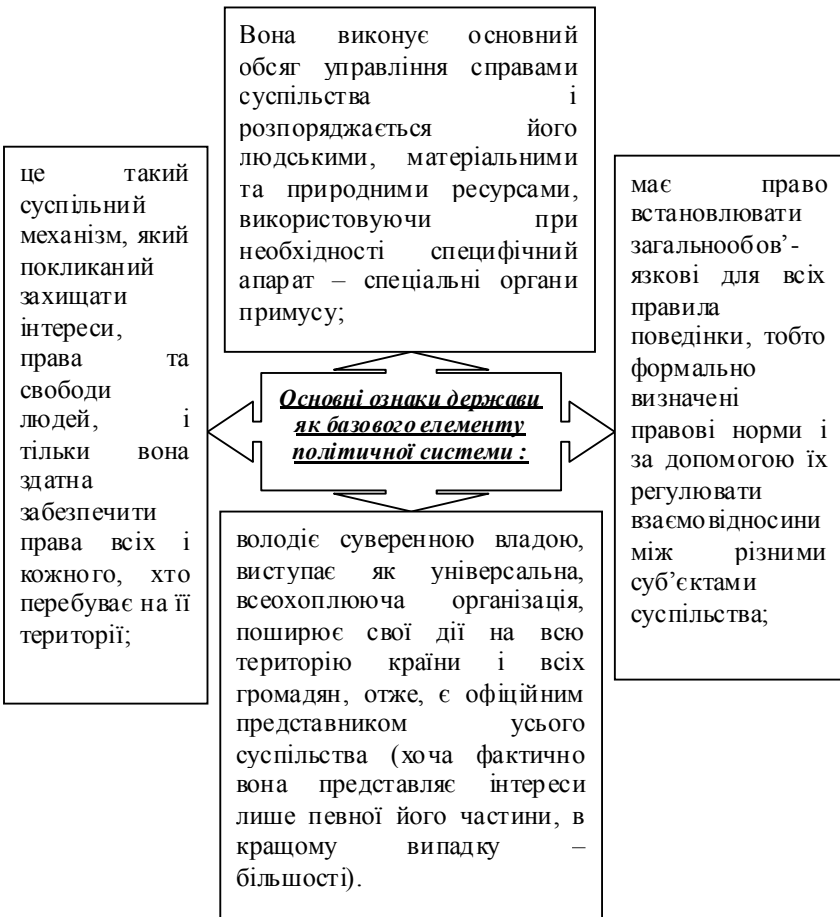 Вона виконує основний
обсяг управління справами
суспільства і
розпоряджається його
людськими, матеріальними
та природними ресурсами,
використовуючи при
необхідності специфічний
апарат – спеціальні органи
примусу;
це такий
суспільний
механізм, який
покликаний
захищати
інтереси,
права та
свободи
людей, і
тільки вона
здатна
забезпечити
права всіх і
кожного, хто
перебуває на її
території;
Основні ознаки держави
як базового елементу
політичної системи :
має право
встановлювати
загальнообов’-
язкові для всіх
правила
поведінки, тобто
формально
визначені
правові норми і
за допомогою їх
регулювати
взаємовідносини
між різними
суб’єктами
суспільства;
володіє суверенною владою,
виступає як універсальна,
всеохоплююча організація,
поширює свої дії на всю
територію країни і всіх
громадян, отже, є офіційним
представником усього
суспільства (хоча фактично
вона представляє інтереси
лише певної його частини, в
кращому випадку –
більшості).